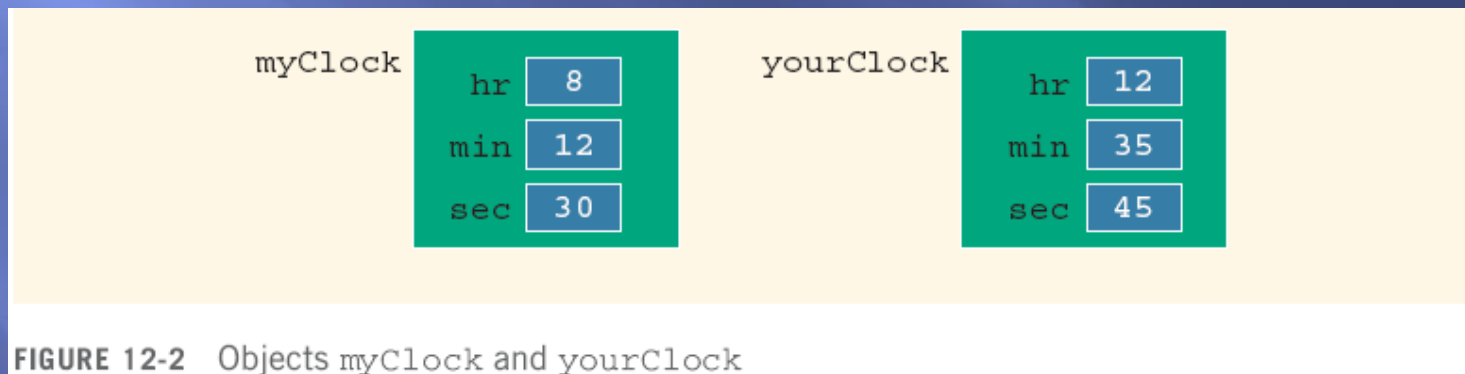 myClock
hr 8
min 12
sec 30
yourClock
hr 12
min 35
sec 45
FIGURE 12-2 Objects myClock and yourClock